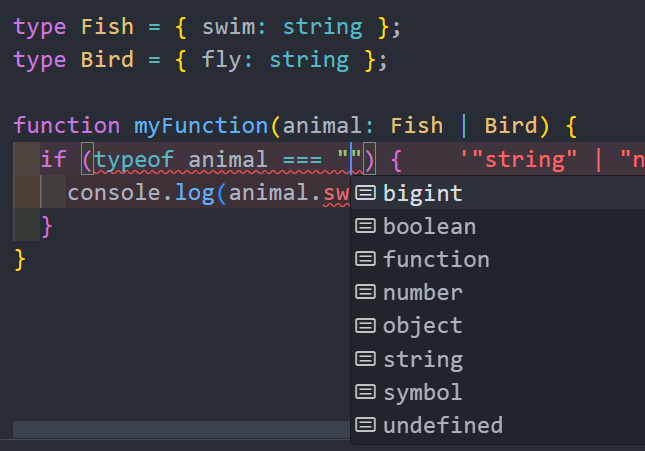 type Fish = { swim: string };
type Bird = { fly: string };
function myFunction(animal: Fish | Bird) {
if (typeof animal === "") { '"string" | "n
console.log(animal.sw
}
}
bigint
boolean
function
number
object
string
symbol
undefined